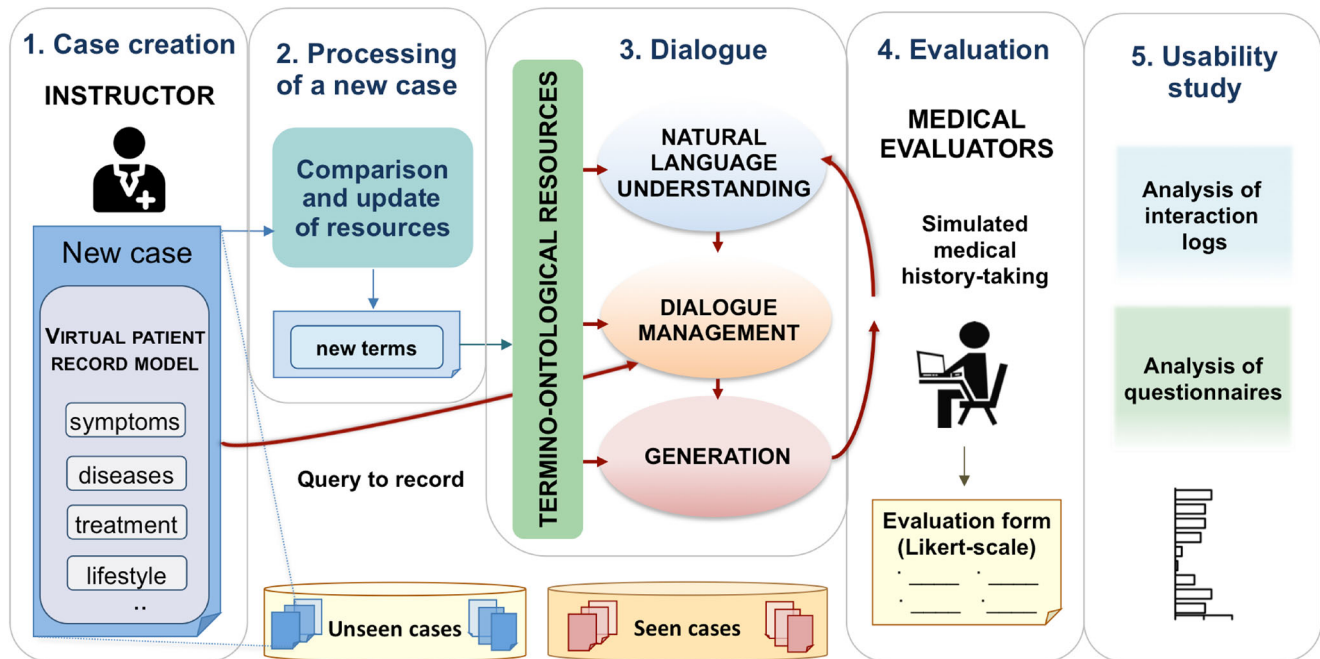 1. Case creation
INSTRUCTOR
New case
VIRTUAL PATIENT
RECORD MODEL
symptoms
diseases
treatment
lifestyle
..
2. Processing
of a new case
Comparison
and update
of resources
new terms
Query to record
3. Dialogue
TERMINO-ONTOLOGICAL RESOURCES
NATURAL
LANGUAGE
UNDERSTANDING
DIALOGUE
MANAGEMENT
GENERATION
Unseen cases
Seen cases
4. Evaluation
MEDICAL
EVALUATORS
Simulated
medical
history-taking
Evaluation form
(Likert-scale)
5. Usability
study
Analysis of
interaction
logs
Analysis of
questionnaires